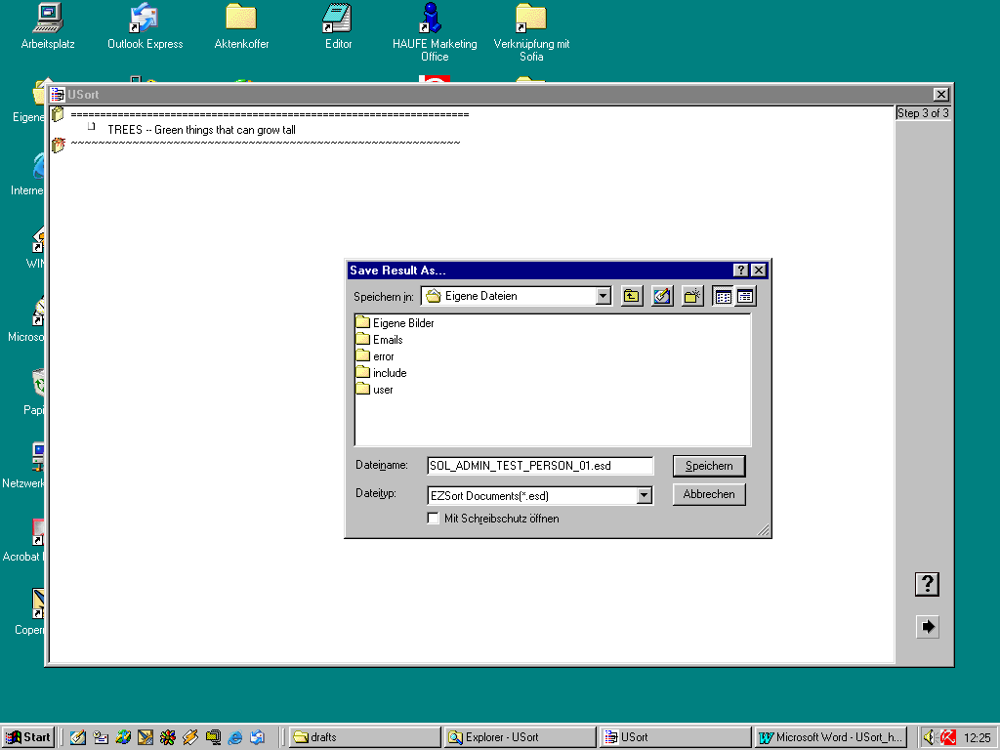 Arbeitsplatz
Outlook Express
Aktenkoffer
Editor
HAUFE Marketing
Office
Verknüpfung mit
Sofia
Eigene
Interne
WIN
Microso
Papi
Netzwerk
Acrobat
Coper
USort
Step 3 of 3
==========================================================
TREES -- Green things that can grow tall
~~~~~~~~~~~~~~~~~~~~~~~~~~~~~~~~~~~~~~~~~~~~~~~~~~~~~~~~~
Save Result As...
?
Speichern in:
Eigene Dateien
Eigene Bilder
Emails
error
include
user
Dateiname:
SOL_ADMIN_TEST_PERSON_01.esd
Speichern
Dateityp:
EZSort Documents(*.esd)
Abbrechen
Mit Schreibschutz öffnen
?
Start
drafts
Explorer - USort
USort
Microsoft Word - USort_h...
12:25